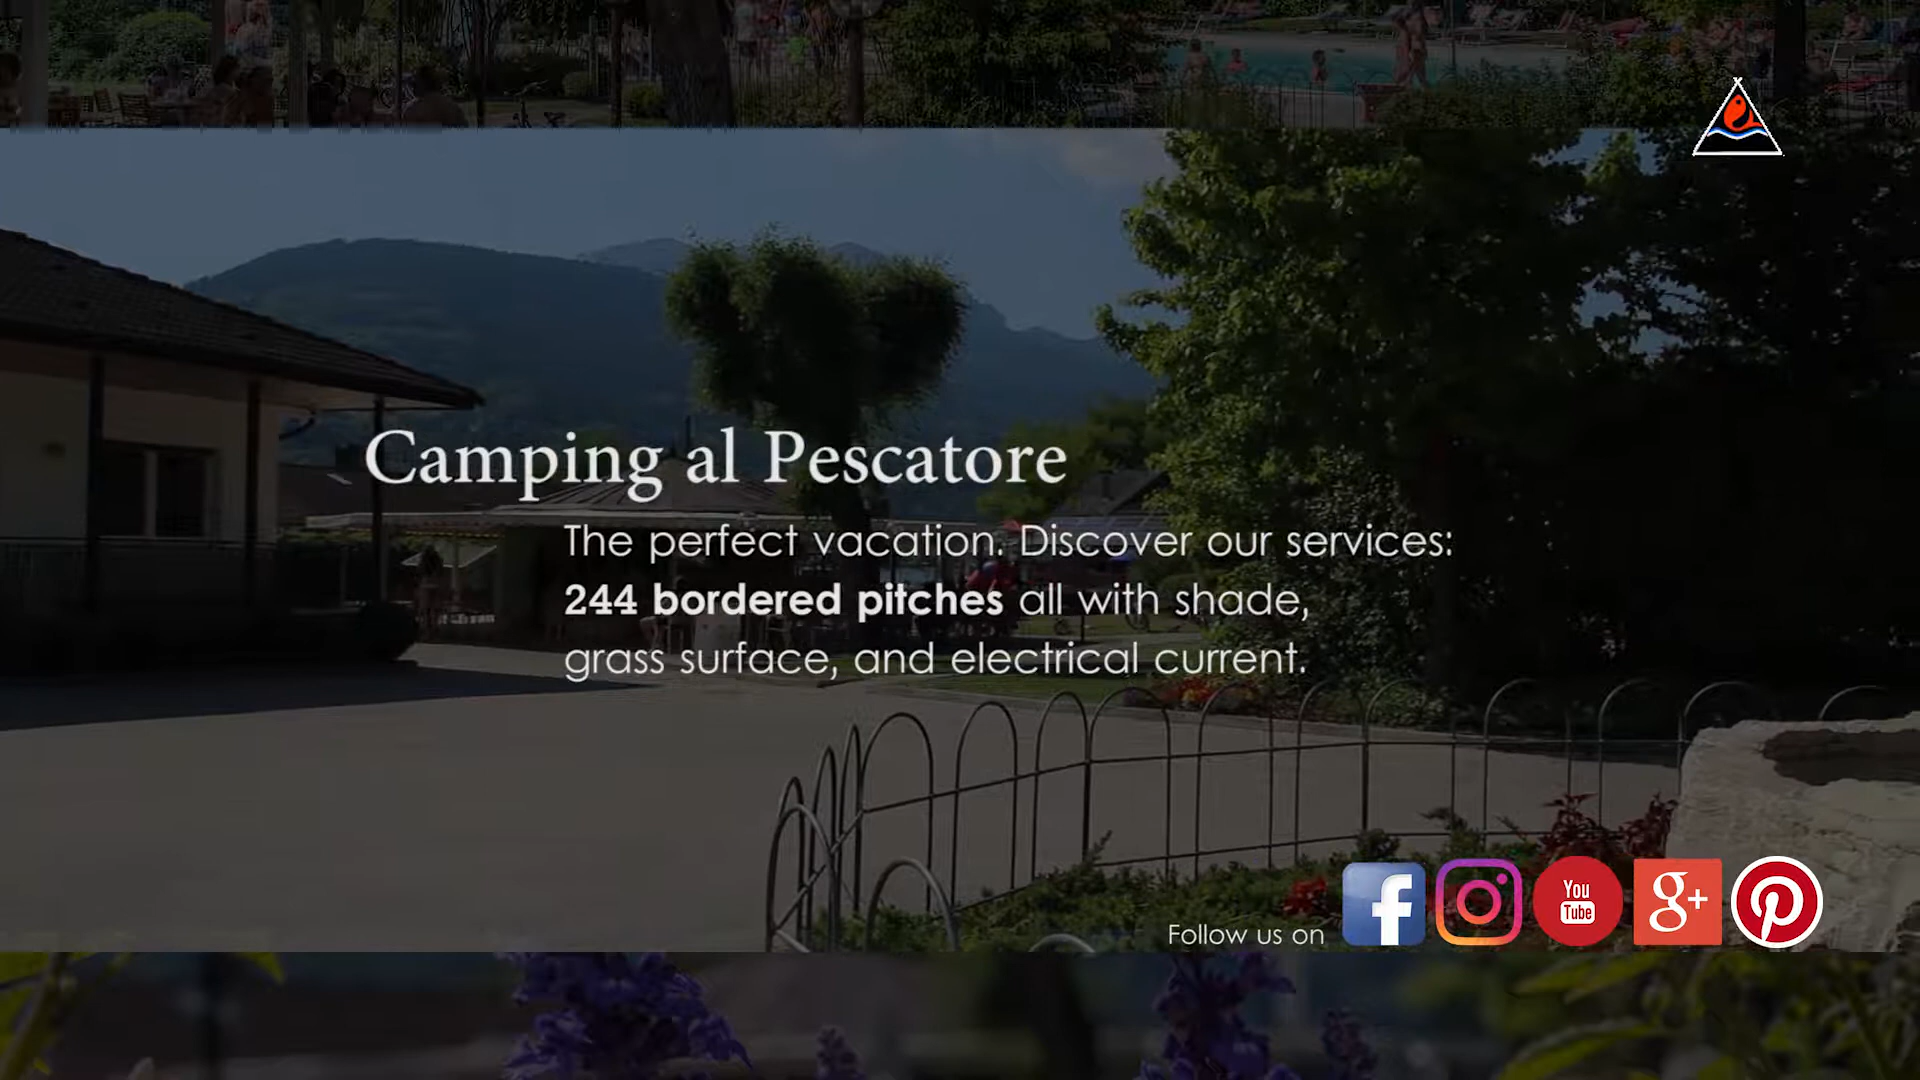 Camping al Pescatore
The perfect vacation. Discover our services:
244 bordered pitches all with shade,
grass surface, and electrical current.
Follow us on
f
You
Tube
g+